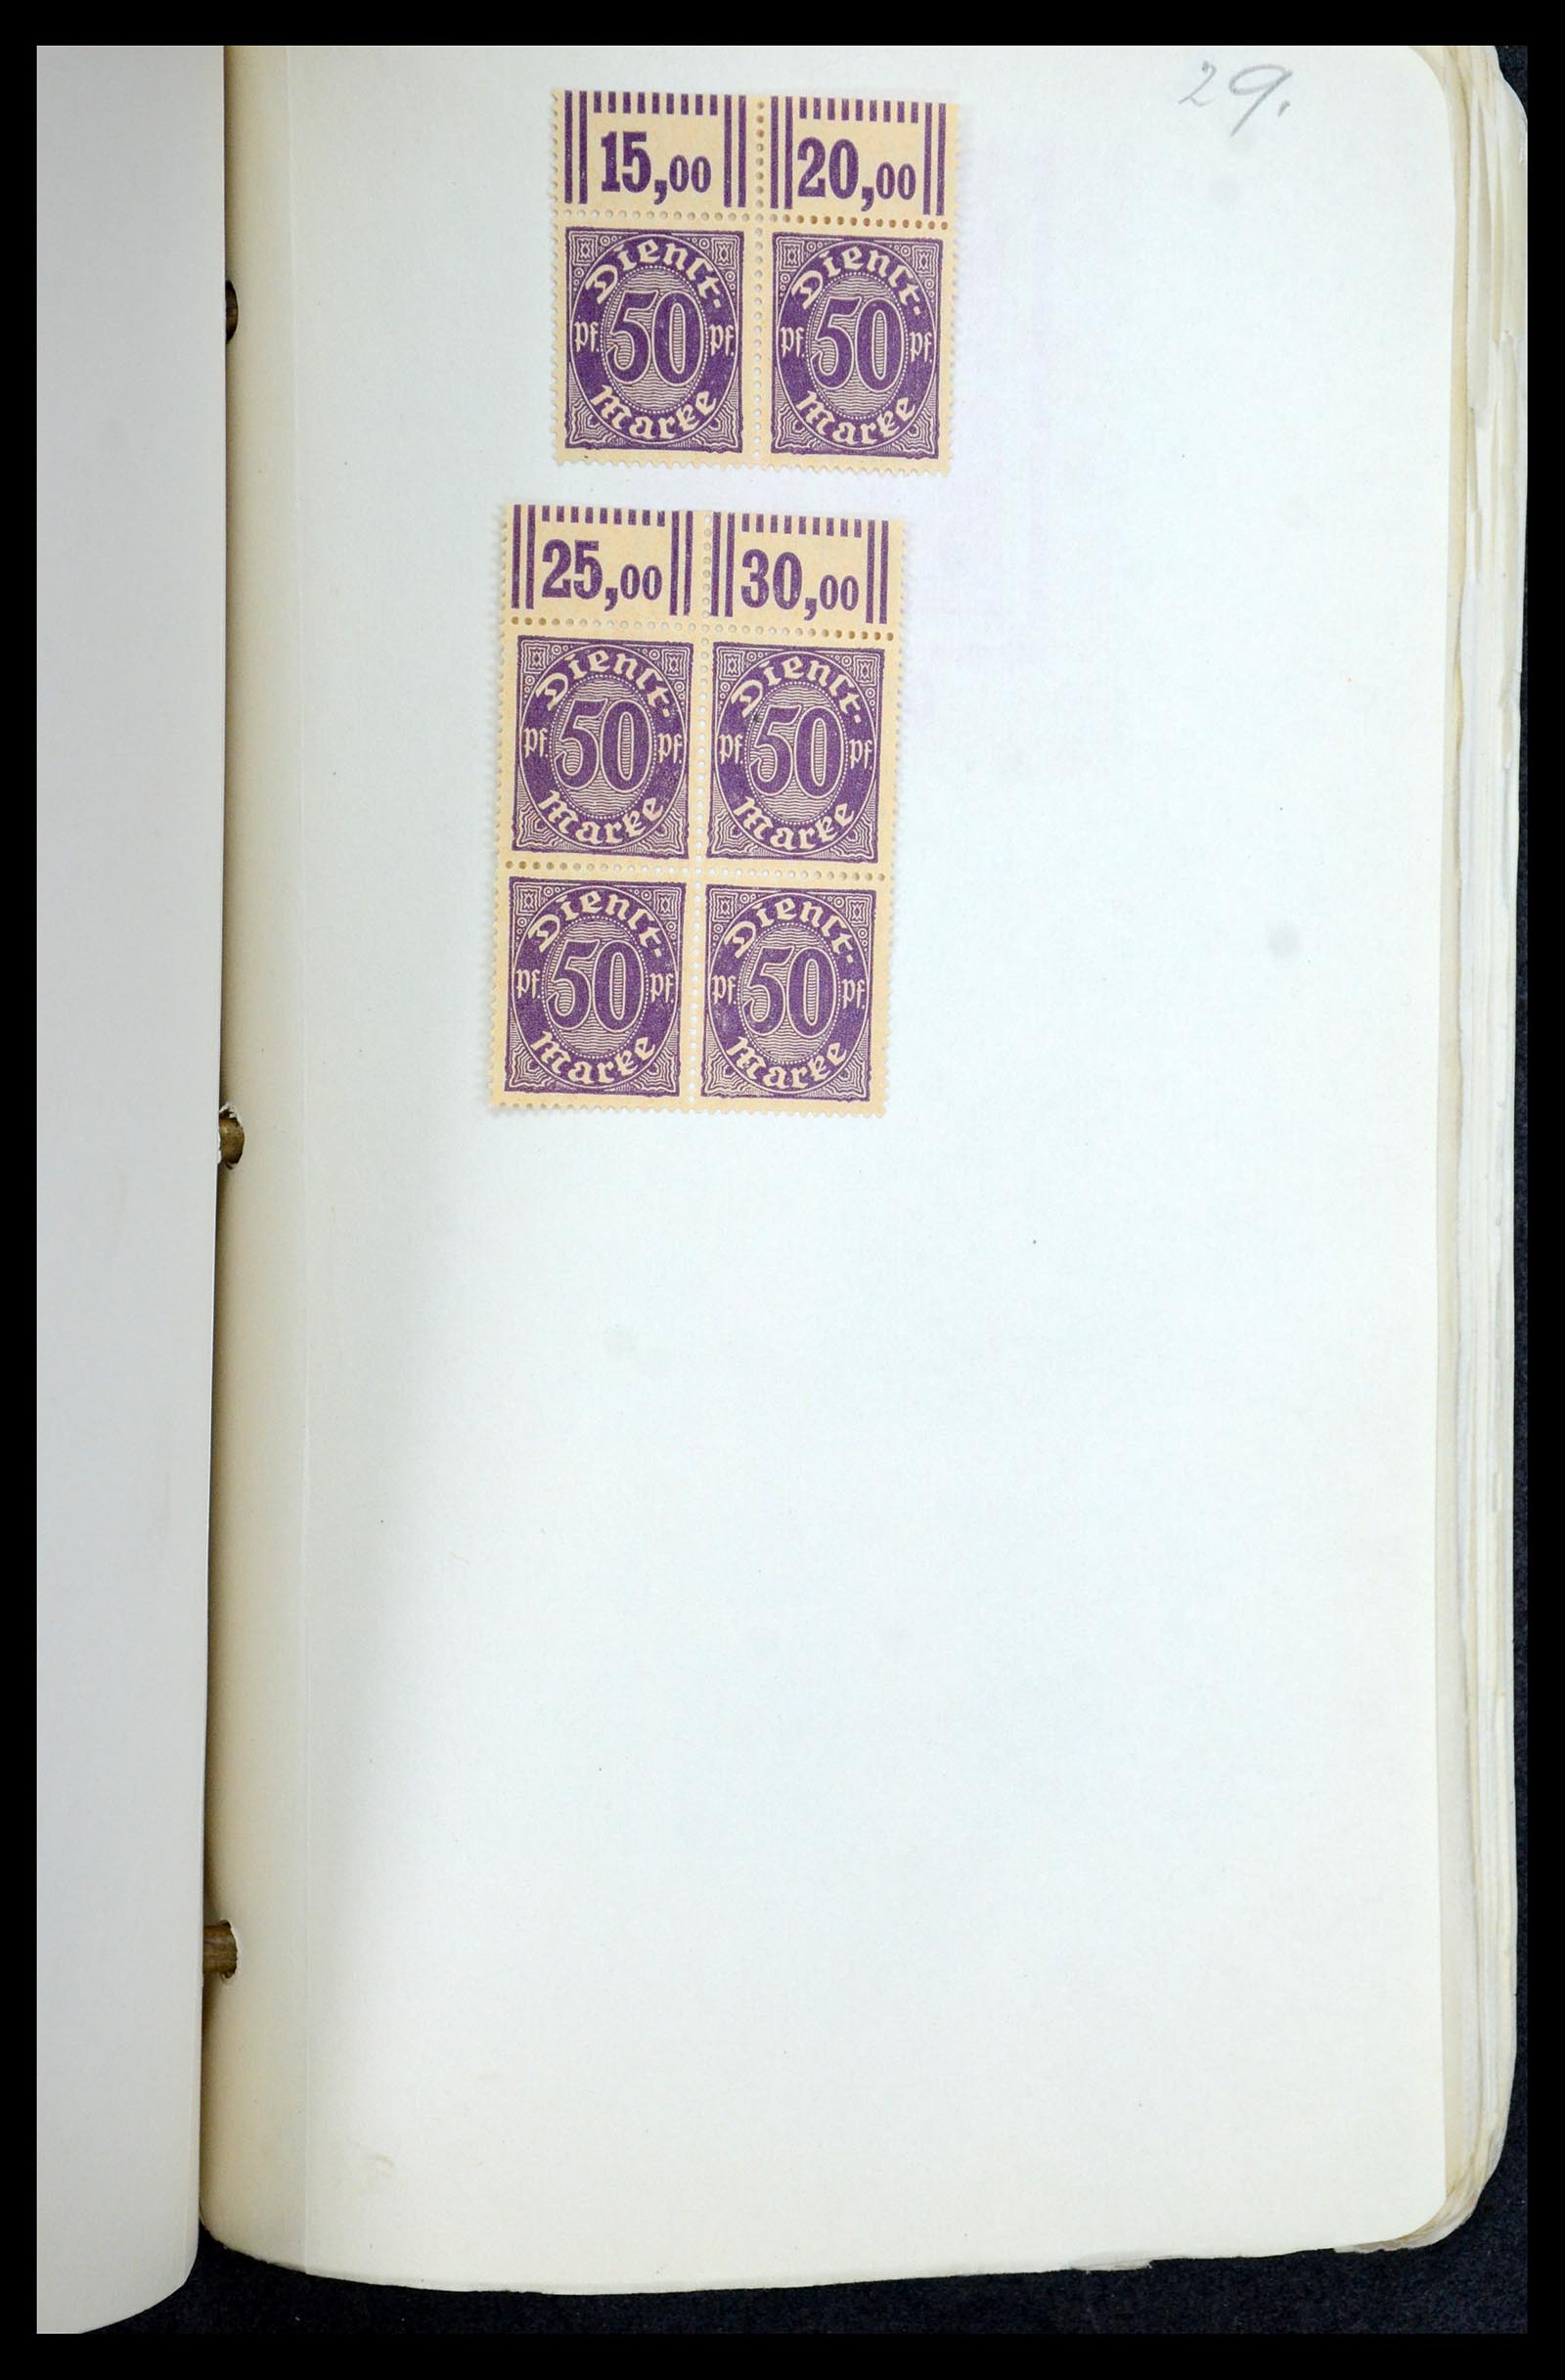 29.
15,00 20,00
Dienst- Dienst-
Pf. 50 Pf. Pf. 50 Pf.
marke marke
25,00 30,00
Dienst- Dienst-
Pf. 50 Pf. Pf. 50 Pf.
marke marke
Dienst- Dienst-
Pf. 50 Pf. Pf. 50 Pf.
marke marke